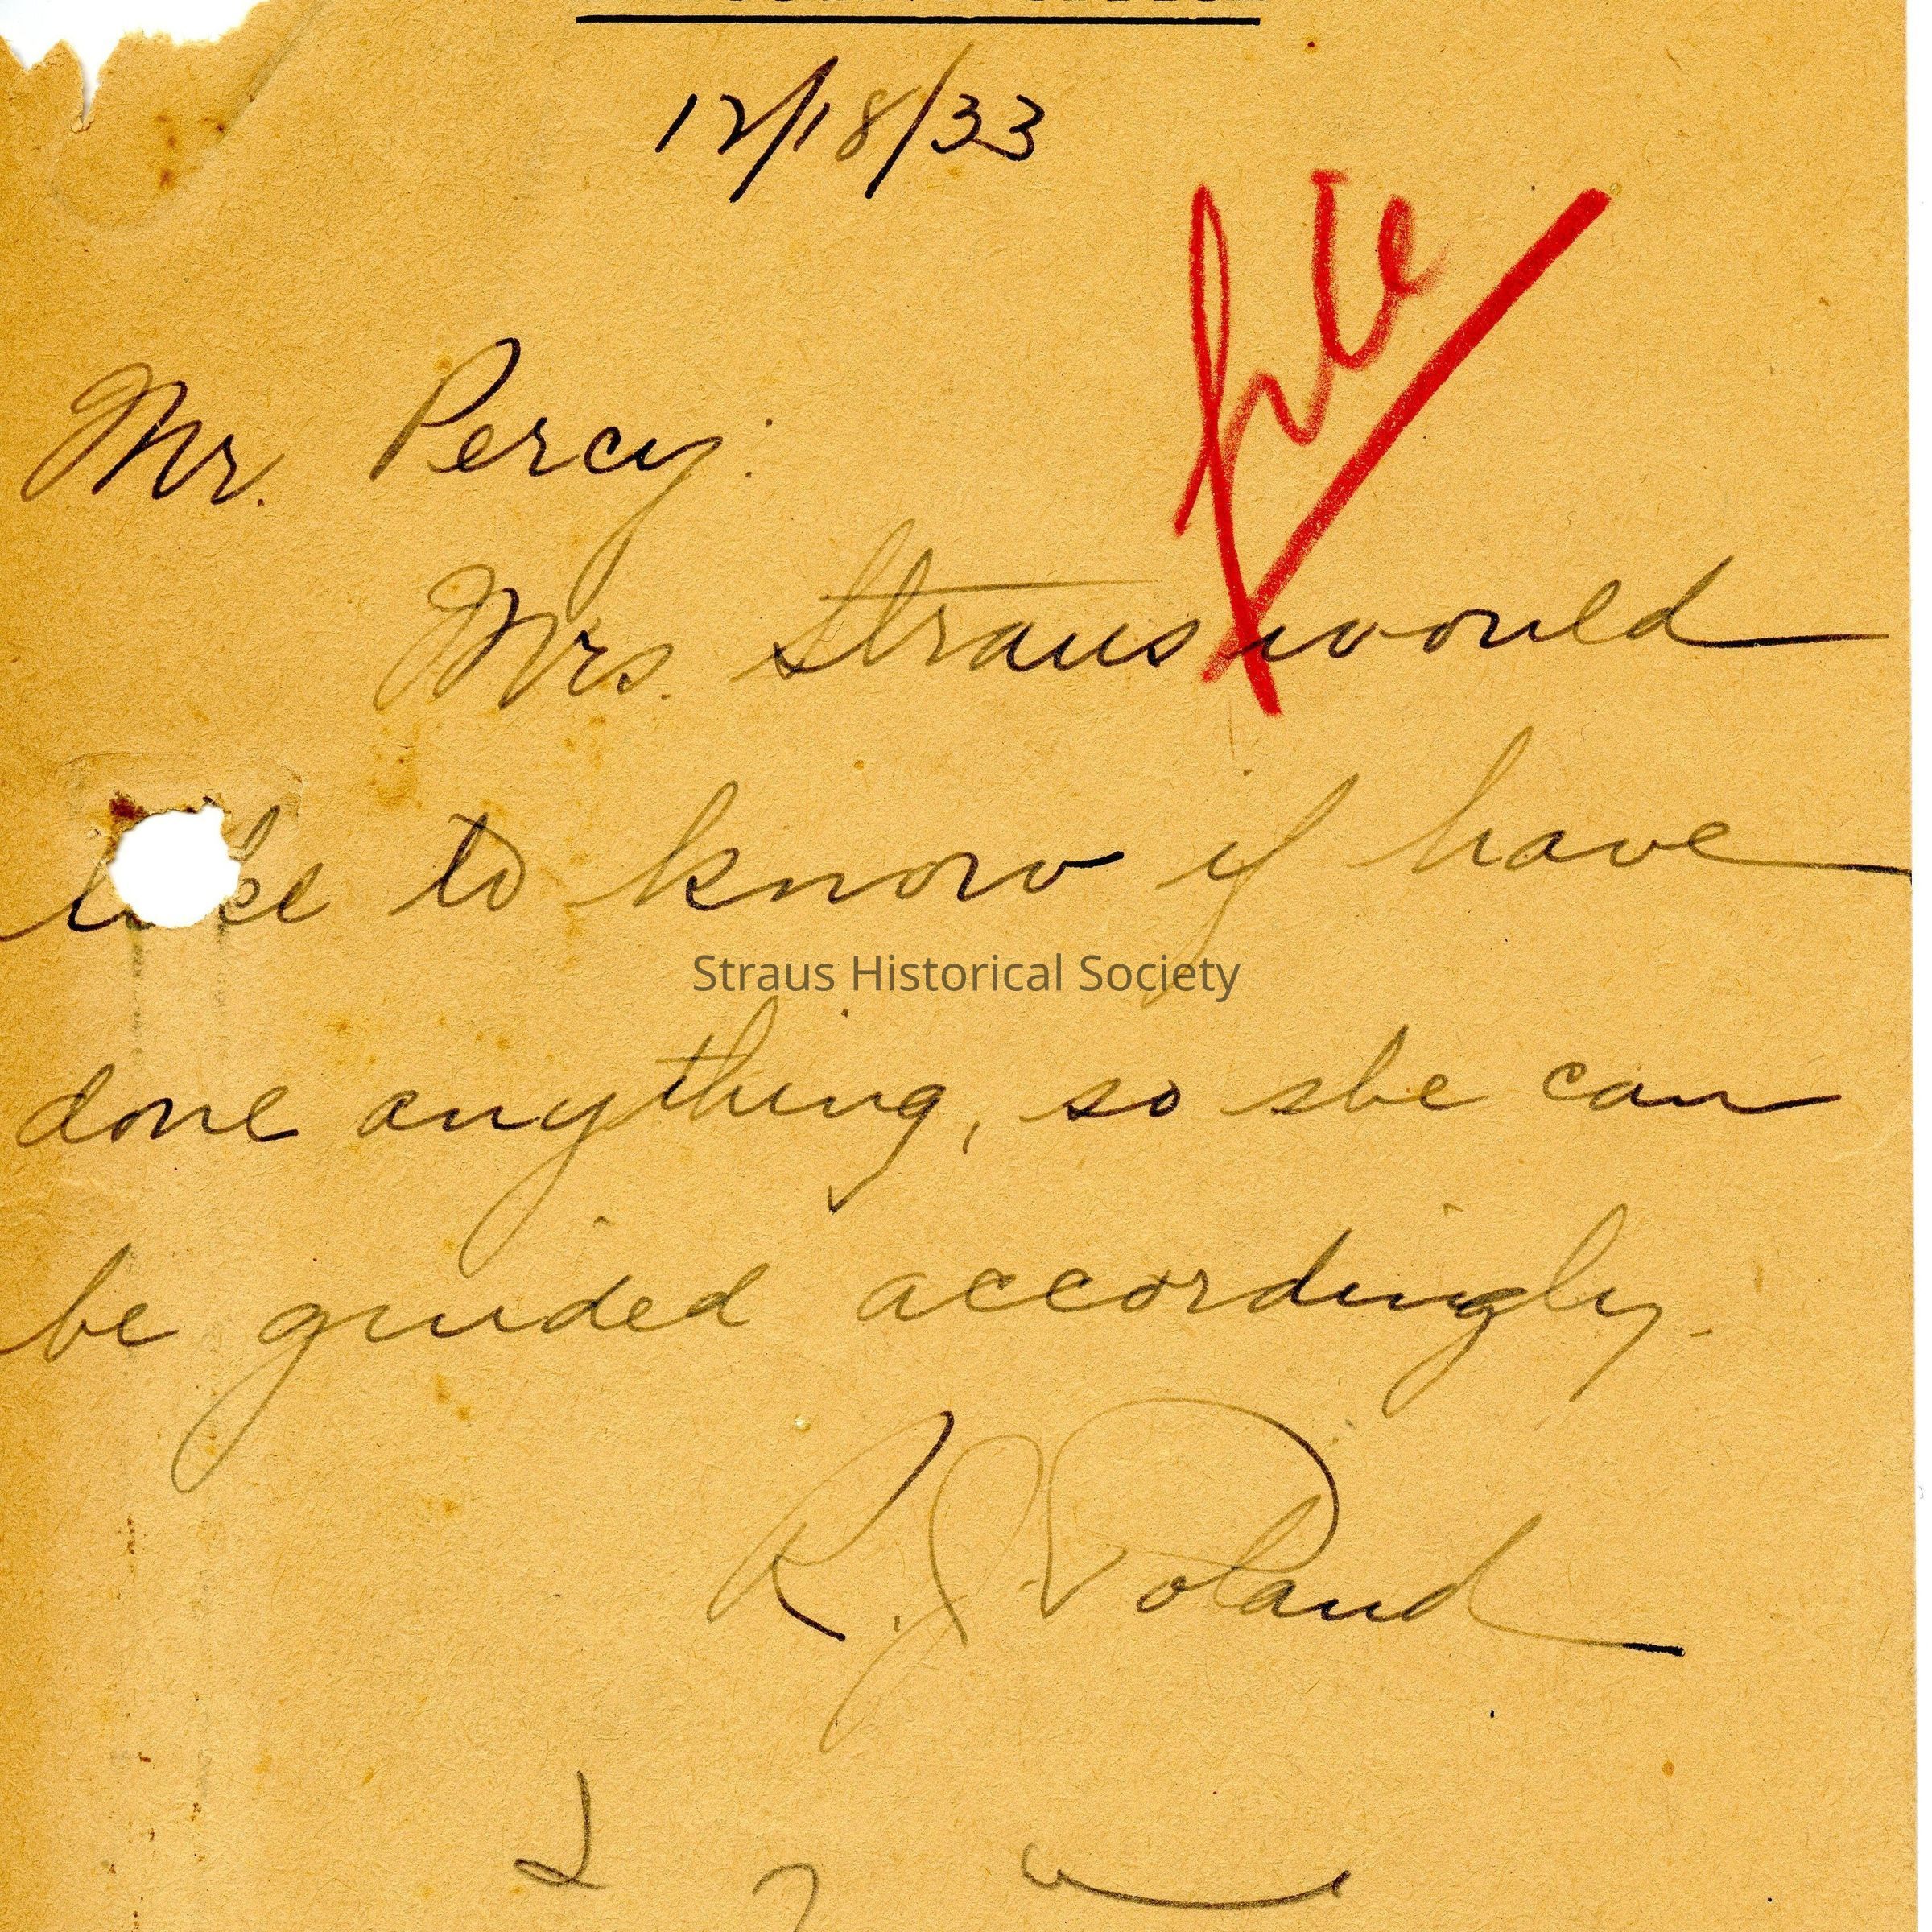 12/18/33
file
Mr. Percy:
Mrs. Straus would
like to know if have
Straus Historical Society
done anything, so she can
be guided accordingly.
R. J. Poland